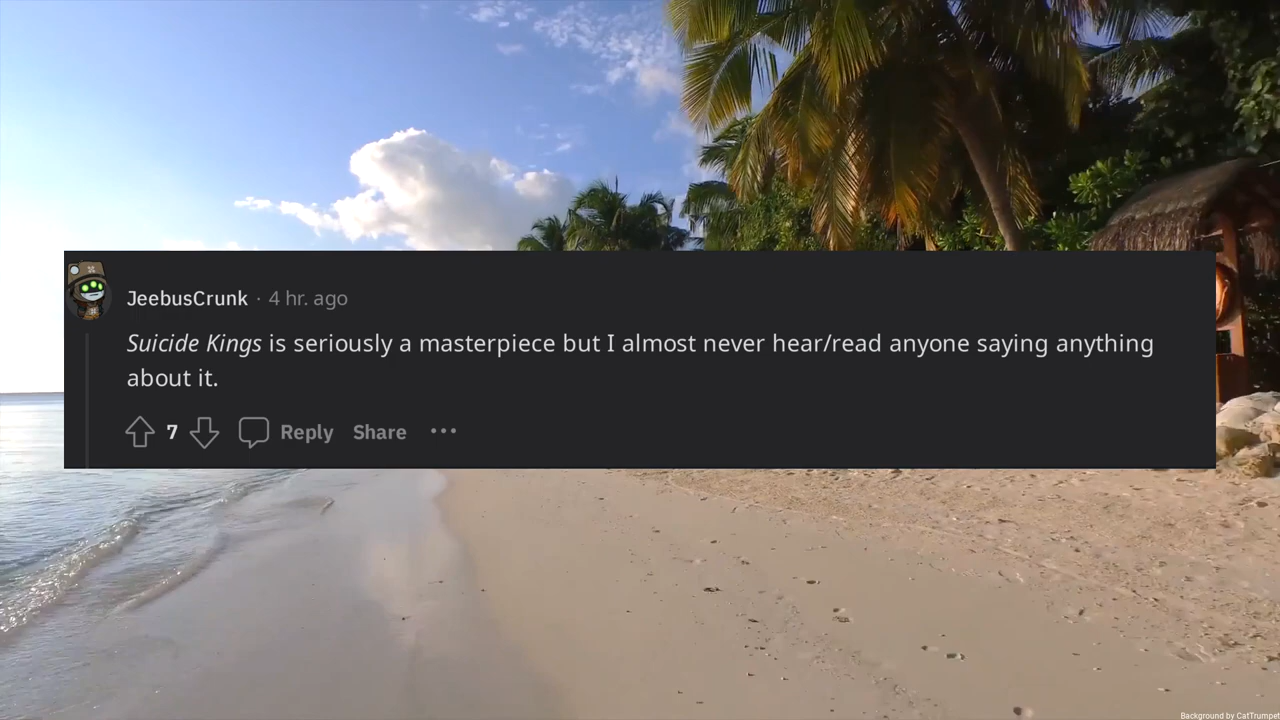 JeebusCrunk · 4 hr. ago
Suicide Kings is seriously a masterpiece but I almost never hear/read anyone saying anything
about it.
7 Reply Share ···
Background by CatTrumpet